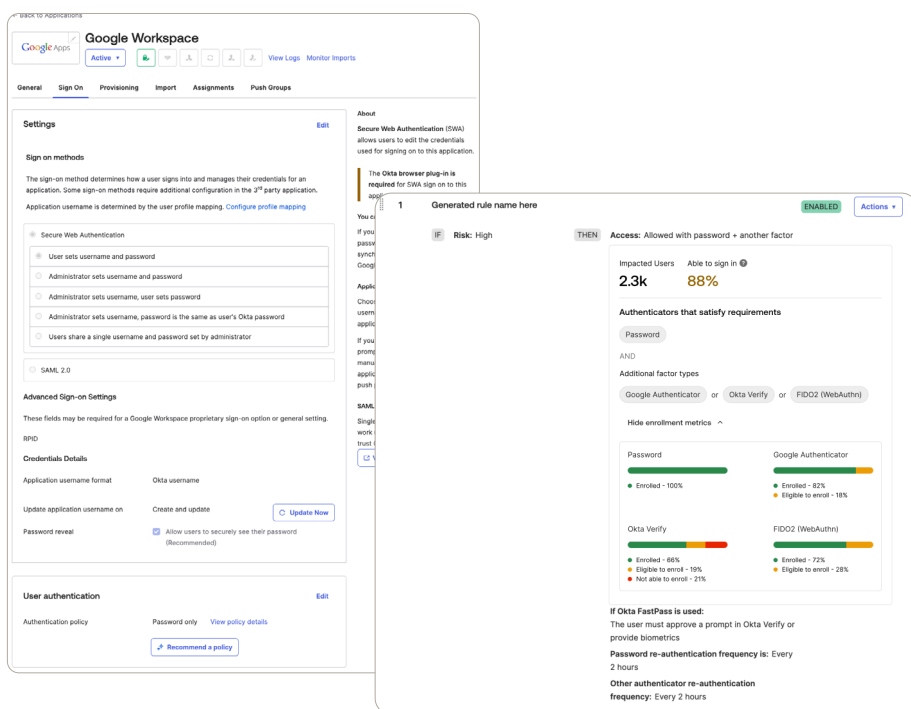 Back to Applications
Google Apps
Google Workspace
Active
View Logs
Monitor Imports
General
Sign On
Provisioning
Import
Assignments
Push Groups
Settings
Edit
Sign on methods
The sign-on method determines how a user signs into and manages their credentials for an
application. Some sign-on methods require additional configuration in the 3rd party application.
Application username is determined by the user profile mapping. Configure profile mapping
Secure Web Authentication
User sets username and password
Administrator sets username and password
Administrator sets username, user sets password
Administrator sets username, password is the same as user's Okta password
Users share a single username and password set by administrator
SAML 2.0
Advanced Sign-on Settings
These fields may be required for a Google Workspace proprietary sign-on option or general setting.
RPID
Credentials Details
Application username format
Okta username
Update application username on
Create and update
Update Now
Password reveal
Allow users to securely see their password
(Recommended)
User authentication
Edit
Authentication policy
Password only
View policy details
Recommend a policy
About
Secure Web Authentication (SWA)
allows users to edit the credentials
used for signing on to this application.
The Okta browser plug-in is
required for SWA sign on to this
If you
Choos
If you
SAML
Single
work
trust
1
Generated rule name here
ENABLED
Actions
IF
Risk: High
THEN
Access: Allowed with password + another factor
Impacted Users
Able to sign in
2.3k
88%
Authenticators that satisfy requirements
Password
AND
Additional factor types
Google Authenticator or Okta Verify or FIDO2 (WebAuthn)
Hide enrollment metrics
Password
Enrolled - 100%
Google Authenticator
Enrolled - 82%
Eligible to enroll - 18%
Okta Verify
Enrolled - 66%
Eligible to enroll - 19%
Not able to enroll - 21%
FIDO2 (WebAuthn)
Enrolled - 72%
Eligible to enroll - 28%
If Okta FastPass is used:
The user must approve a prompt in Okta Verify or
provide biometrics
Password re-authentication frequency is: Every
2 hours
Other authenticator re-authentication
frequency: Every 2 hours